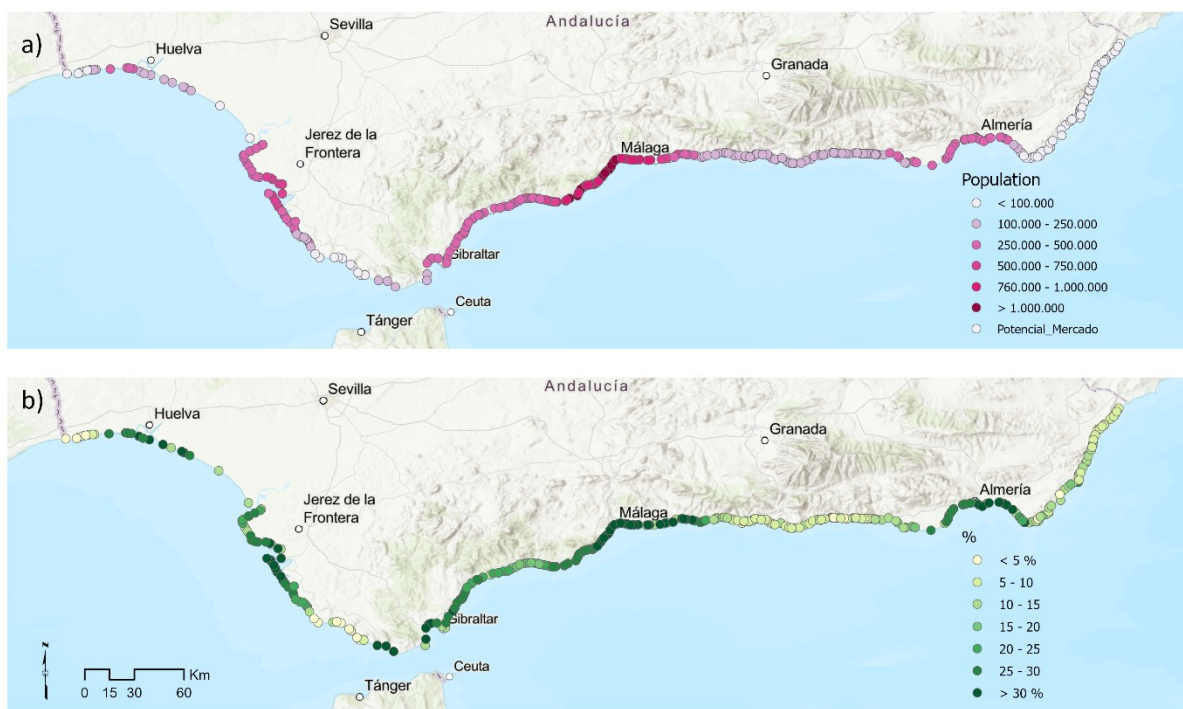 a)
Andalucía
Sevilla
Huelva
Granada
Jerez de la
Frontera
Málaga
Almería
Gibraltar
Ceuta
Tánger
Population
< 100.000
100.000 - 250.000
250.000 - 500.000
500.000 - 750.000
760.000 - 1.000.000
> 1.000.000
Potencial_Mercado
b)
Andalucía
Sevilla
Huelva
Granada
Jerez de la
Frontera
Málaga
Almería
Gibraltar
Ceuta
Tánger
%
< 5 %
5 - 10
10 - 15
15 - 20
20 - 25
25 - 30
> 30 %
N
Km
0 15 30 60